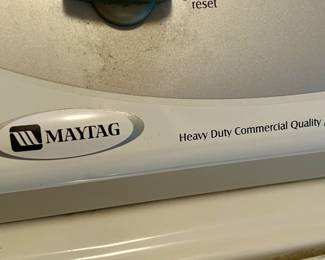 reset
MAYTAG
Heavy Duty Commercial Quality